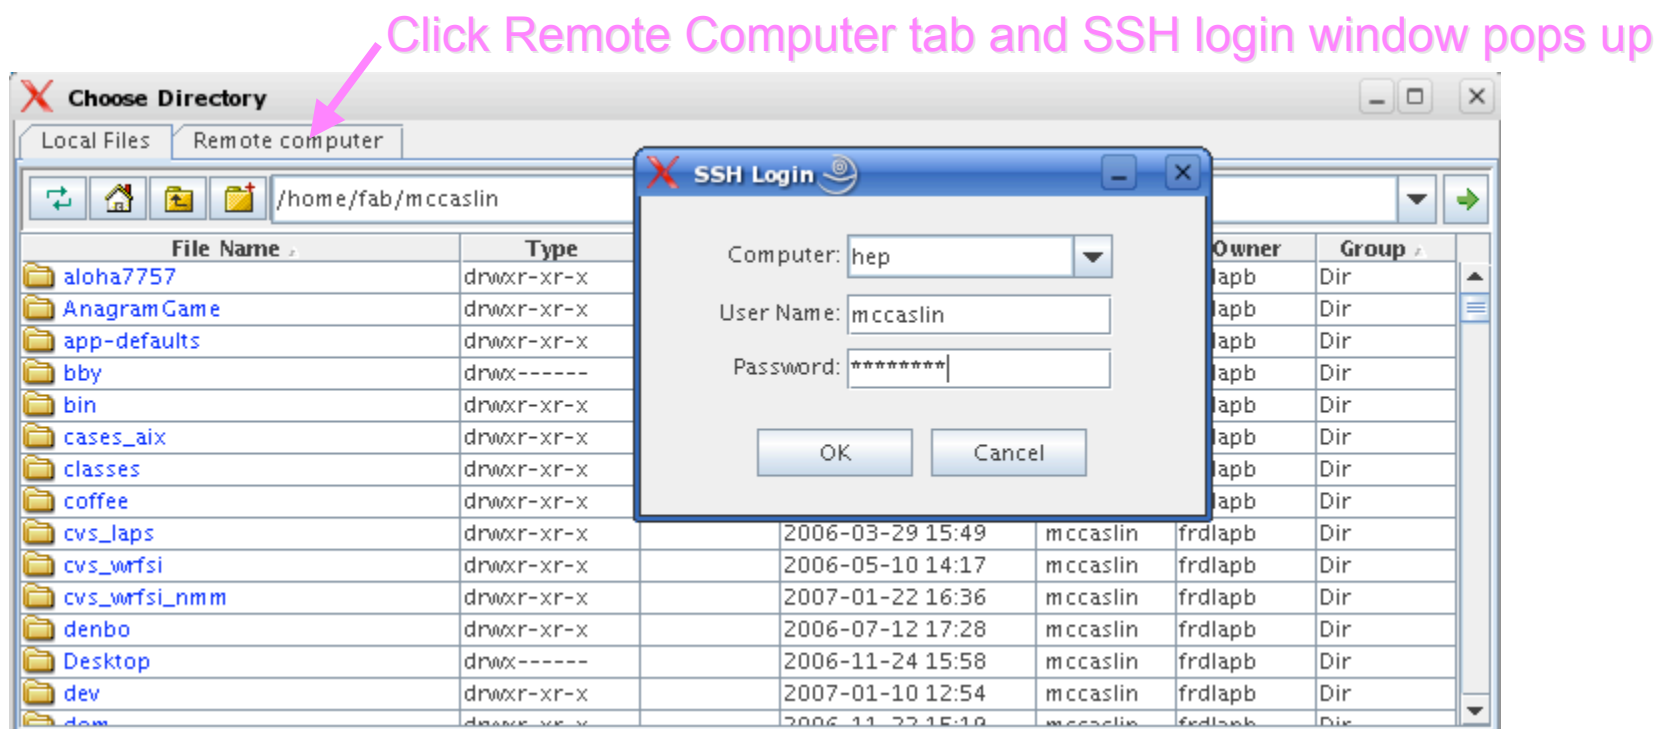 Click Remote Computer tab and SSH login window pops up
Choose Directory
Local Files Remote computer
/home/fab/mccaslin
SSH Login
Computer: hep
User Name: mccaslin
Password: ********
OK Cancel
File Name Type Owner Group
aloha7757 drwxr-xr-x lapb Dir
AnagramGame drwxr-xr-x lapb Dir
app-defaults drwxr-xr-x lapb Dir
bby drwx------ lapb Dir
bin drwxr-xr-x lapb Dir
cases_aix drwxr-xr-x lapb Dir
classes drwxr-xr-x lapb Dir
coffee drwxr-xr-x lapb Dir
cvs_laps drwxr-xr-x 2006-03-29 15:49 mccaslin frdlapb Dir
cvs_wrfsi drwxr-xr-x 2006-05-10 14:17 mccaslin frdlapb Dir
cvs_wrfsi_nmm drwxr-xr-x 2007-01-22 16:36 mccaslin frdlapb Dir
denbo drwxr-xr-x 2006-07-12 17:28 mccaslin frdlapb Dir
Desktop drwx------ 2006-11-24 15:58 mccaslin frdlapb Dir
dev drwxr-xr-x 2007-01-10 12:54 mccaslin frdlapb Dir
mccaslin frdlapb Dir